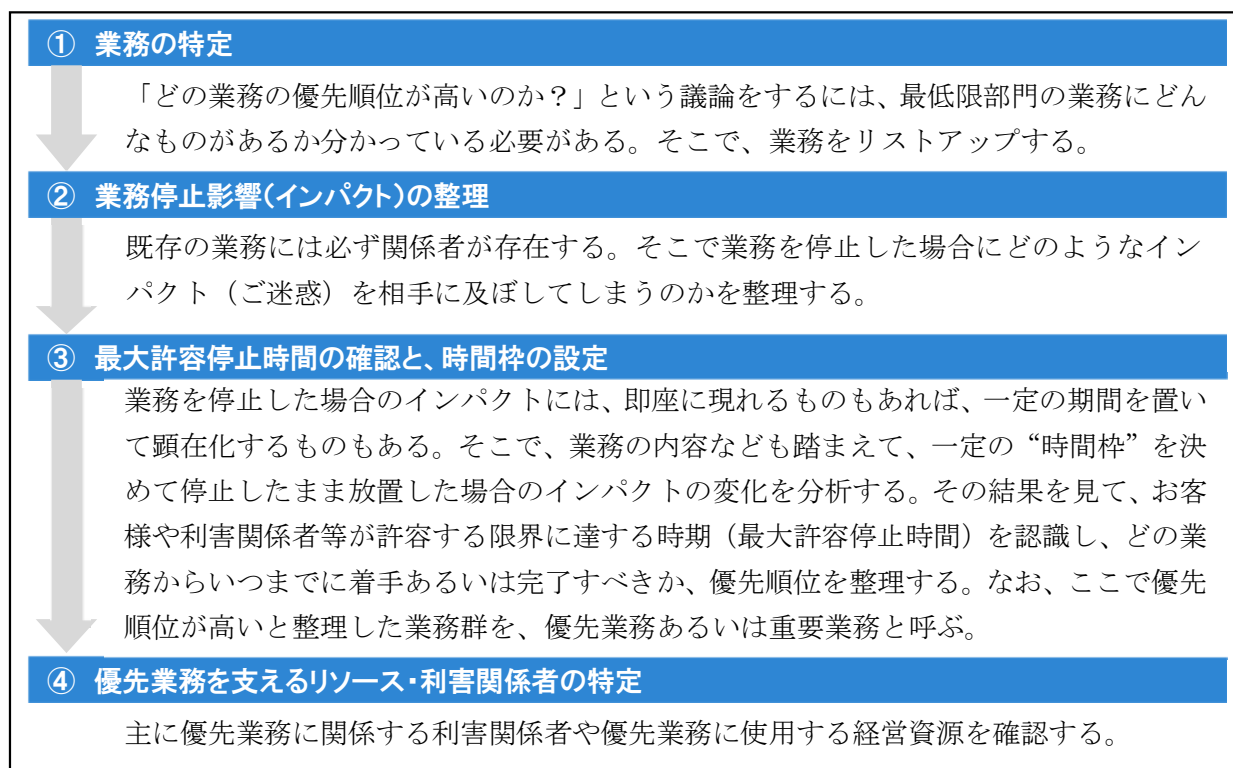 ① 業務の特定
「どの業務の優先順位が高いのか？」という議論をするには、最低限部門の業務にどん
なものがあるか分かっている必要がある。そこで、業務をリストアップする。
② 業務停止影響(インパクト)の整理
既存の業務には必ず関係者が存在する。そこで業務を停止した場合にどのようなイン
パクト（ご迷惑）を相手に及ぼしてしまうのかを整理する。
③ 最大許容停止時間の確認と、時間枠の設定
業務を停止した場合のインパクトには、即座に現れるものもあれば、一定の期間を置い
て顕在化するものもある。そこで、業務の内容なども踏まえて、一定の“時間枠”を決
めて停止したまま放置した場合のインパクトの変化を分析する。その結果を見て、お客
様や利害関係者等が許容する限界に達する時期（最大許容停止時間）を認識し、どの業
務からいつまでに着手あるいは完了すべきか、優先順位を整理する。なお、ここで優先
順位が高いと整理した業務群を、優先業務あるいは重要業務と呼ぶ。
④ 優先業務を支えるリソース・利害関係者の特定
主に優先業務に関係する利害関係者や優先業務に使用する経営資源を確認する。